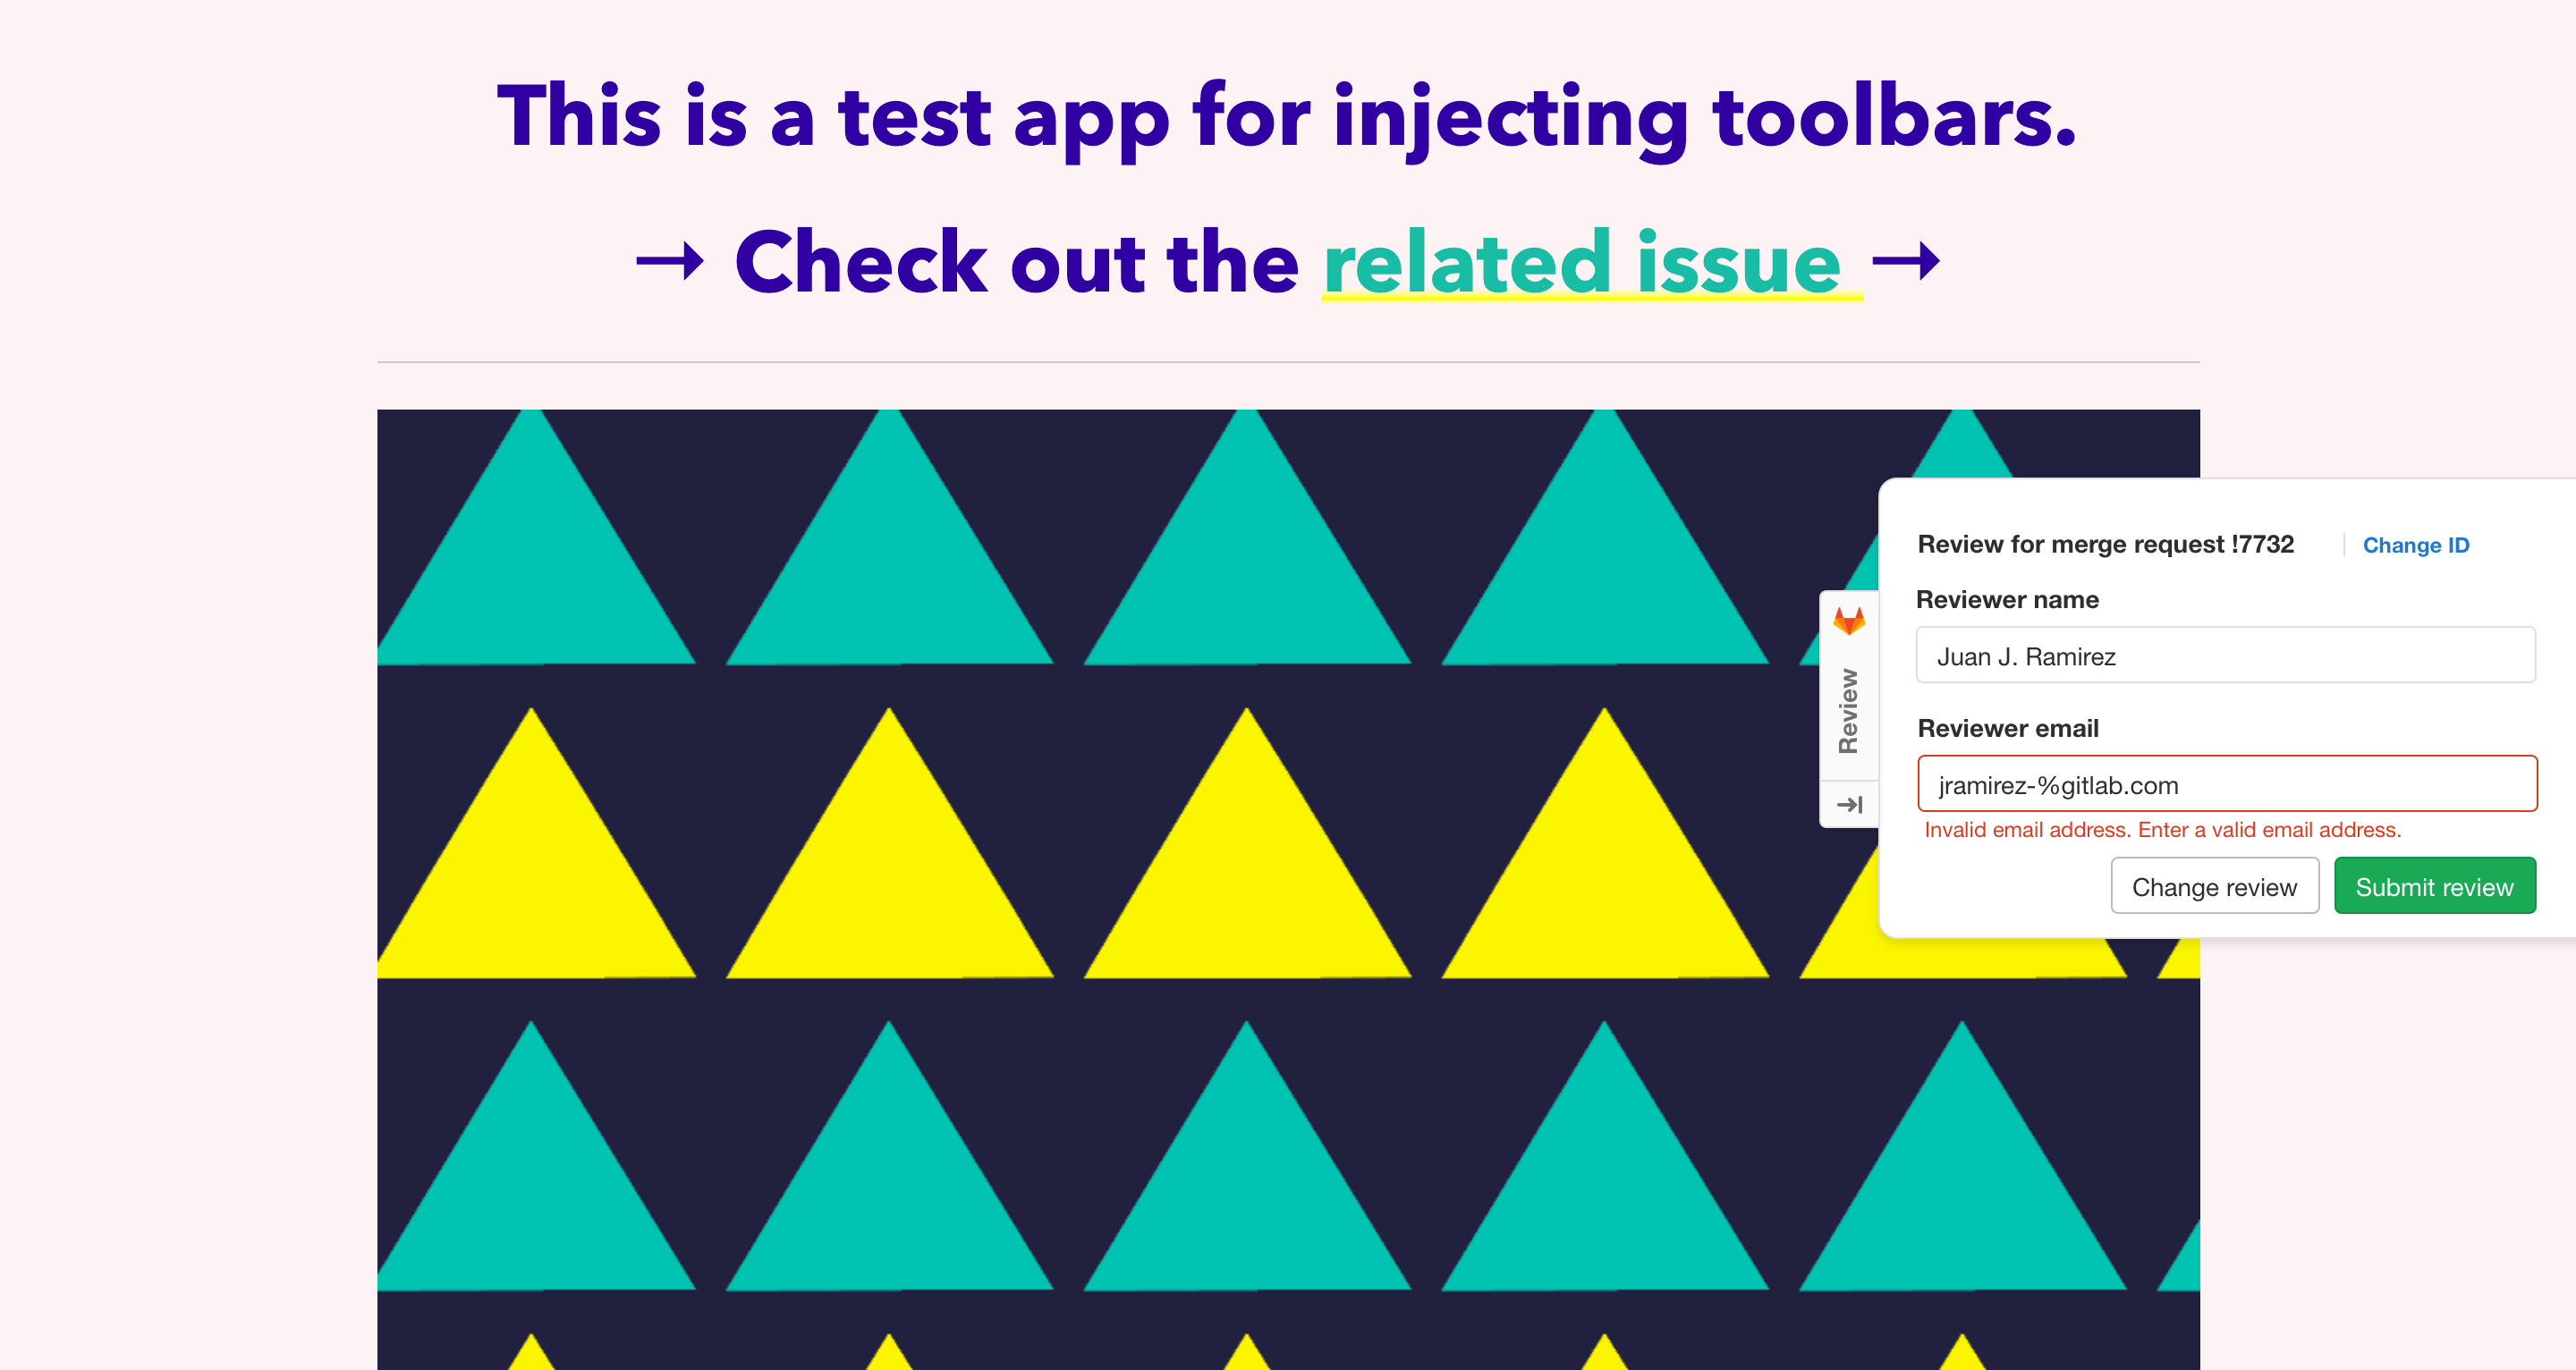 This is a test app for injecting toolbars.
→ Check out the related issue →
Review for merge request !7732 Change ID
Reviewer name
Juan J. Ramirez
Review
Reviewer email
jramirez-%gitlab.com
Invalid email address. Enter a valid email address.
Change review Submit review